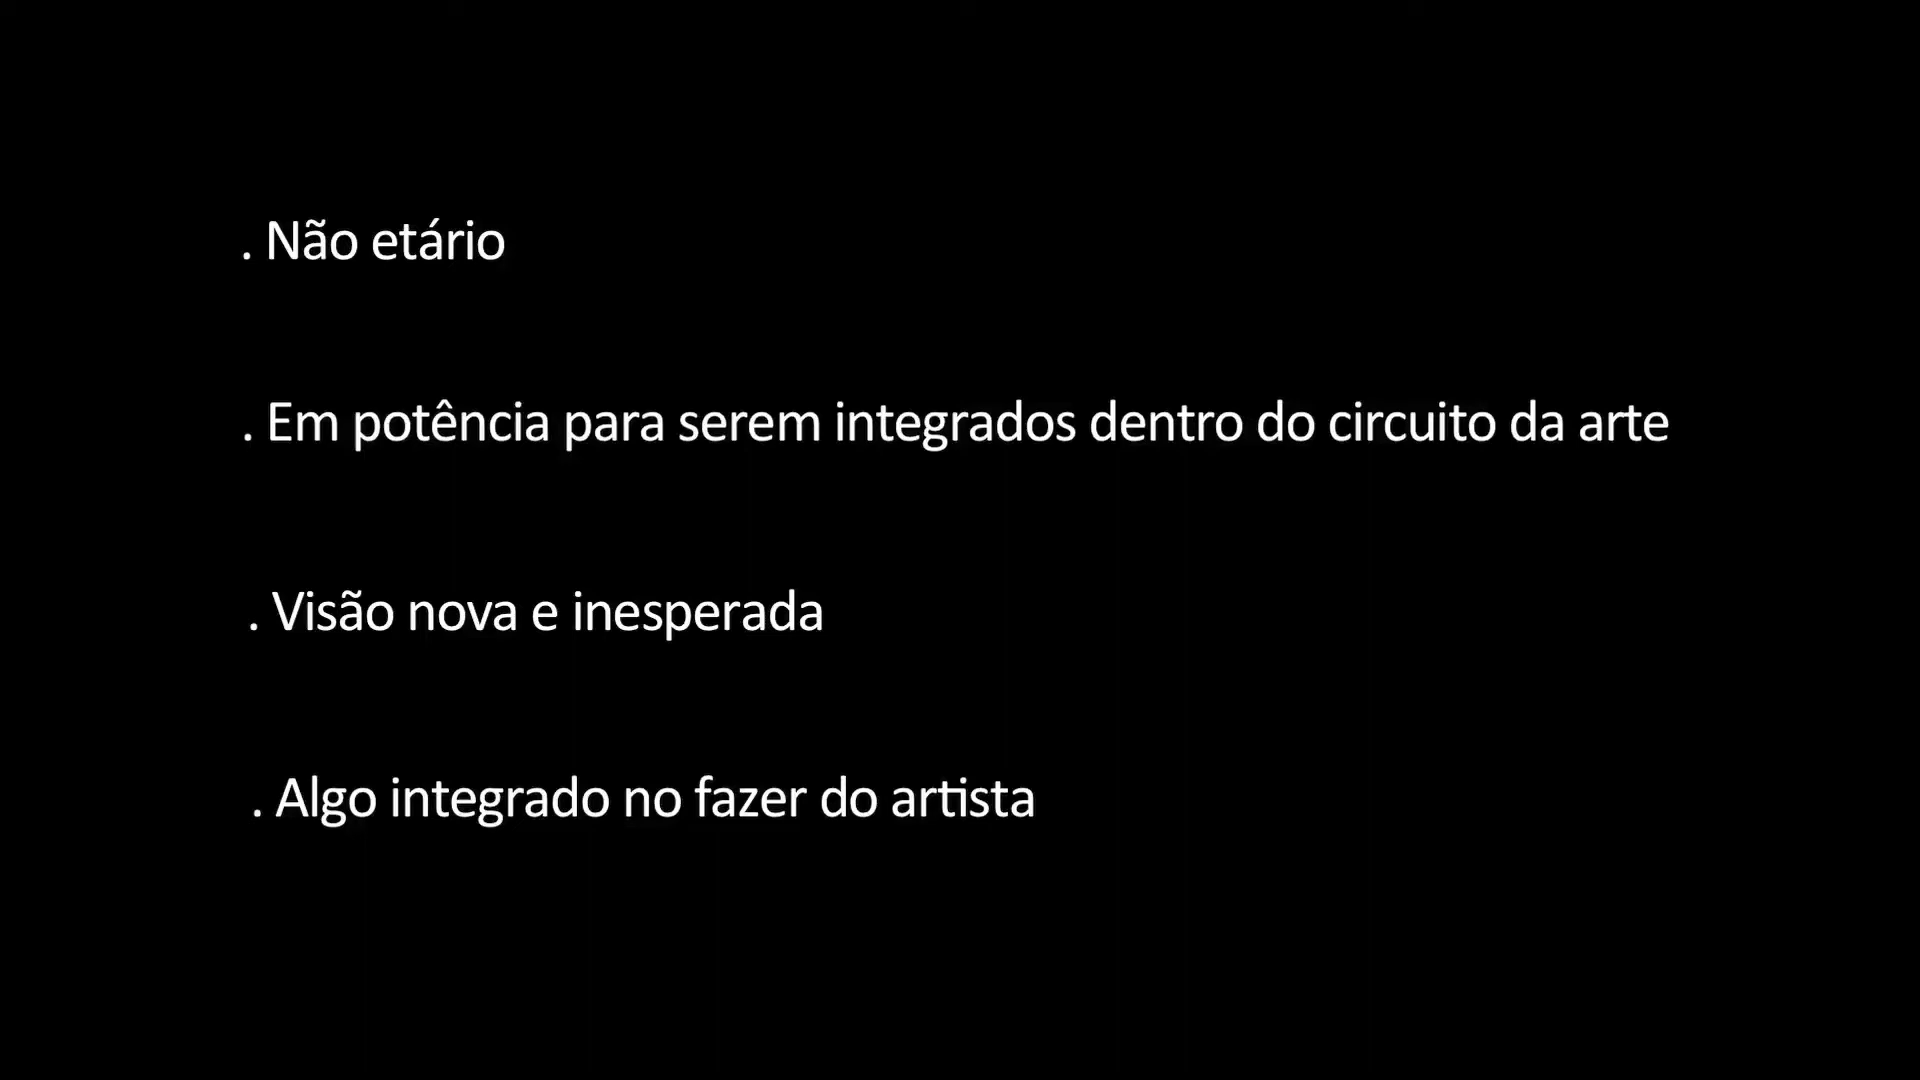 . Não etário
. Em potência para serem integrados dentro do circuito da arte
. Visão nova e inesperada
. Algo integrado no fazer do artista